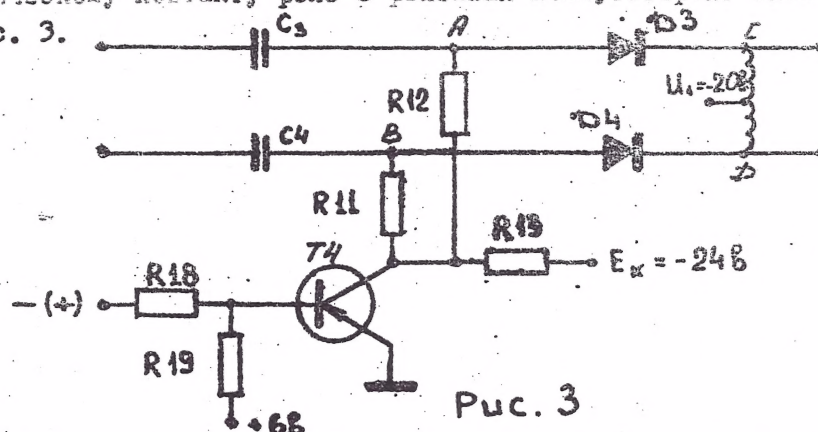 с. 3.
C3
A
D3
C
R12
U₁=-20в
C4
B
D4
D
R11
T4
R13
Eк = -24в
R18
-(+)
R19
+6в
Рис. 3